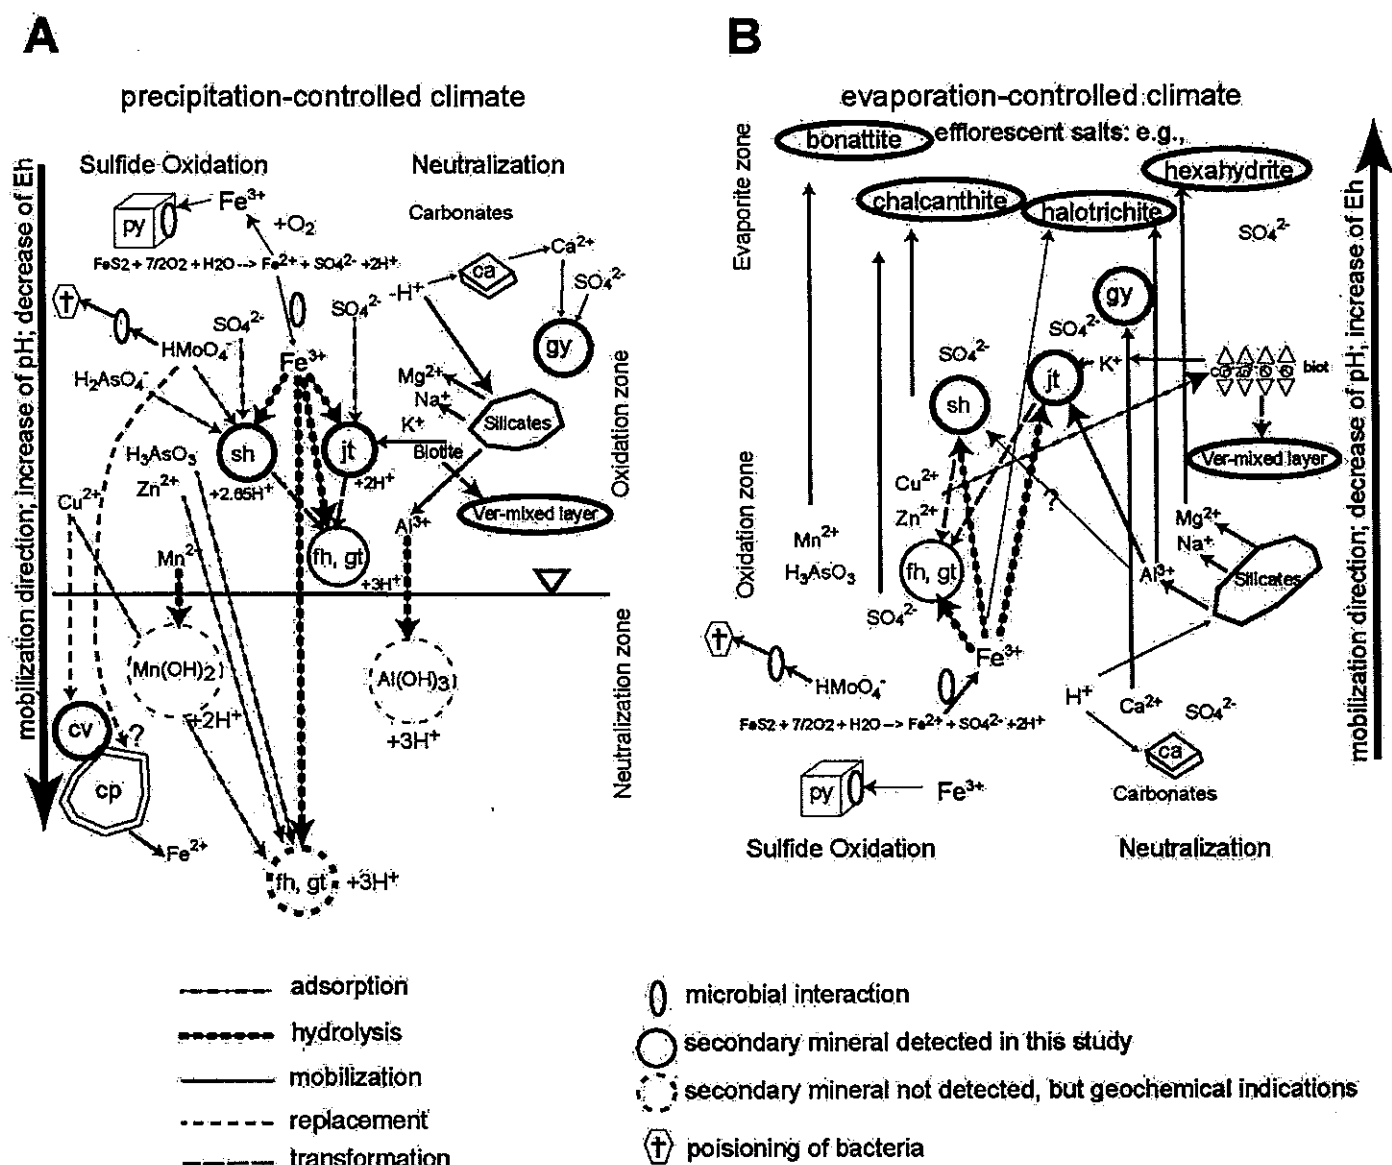 A
precipitation-controlled climate
mobilization direction; increase of pH; decrease of Eh
Sulfide Oxidation
Neutralization
py
Fe³⁺
+O₂
Carbonates
FeS2 + 7/2O2 + H2O --> Fe²⁺ + SO₄²⁻ +2H⁺
H⁺
ca
Ca²⁺
SO₄²⁻
gy
SO₄²⁻
SO₄²⁻
HMoO₄⁻
H₂AsO₄⁻
Fe³⁺
Mg²⁺
Na⁺
K⁺
Silicates
Biotite
Oxidation zone
sh
jt
H₃AsO₃
Zn²⁺
+2.65H⁺
+2H⁺
Cu²⁺
Ver-mixed layer
Al³⁺
Mn²⁺
fh, gt
+3H⁺
Neutralization zone
Mn(OH)₂
+2H⁺
Al(OH)₃
+3H⁺
cv
?
cp
Fe²⁺
fh, gt
+3H⁺
B
evaporation-controlled climate
efflorescent salts: e.g.,
Evaporite zone
bonattite
hexahydrite
chalcanthite
halotrichite
SO₄²⁻
gy
SO₄²⁻
SO₄²⁻
K⁺
jt
biot
sh
Ver-mixed layer
Oxidation zone
Cu²⁺
Zn²⁺
?
Mg²⁺
Na⁺
Mn²⁺
H₃AsO₃
fh, gt
Al³⁺
Silicates
SO₄²⁻
Fe³⁺
HMoO₄⁻
H⁺
Ca²⁺
SO₄²⁻
FeS2 + 7/2O2 + H2O --> Fe²⁺ + SO₄²⁻ +2H⁺
ca
py
Fe³⁺
Carbonates
Sulfide Oxidation
Neutralization
mobilization direction; decrease of pH; increase of Eh
adsorption
hydrolysis
mobilization
replacement
transformation
microbial interaction
secondary mineral detected in this study
secondary mineral not detected, but geochemical indications
poisioning of bacteria